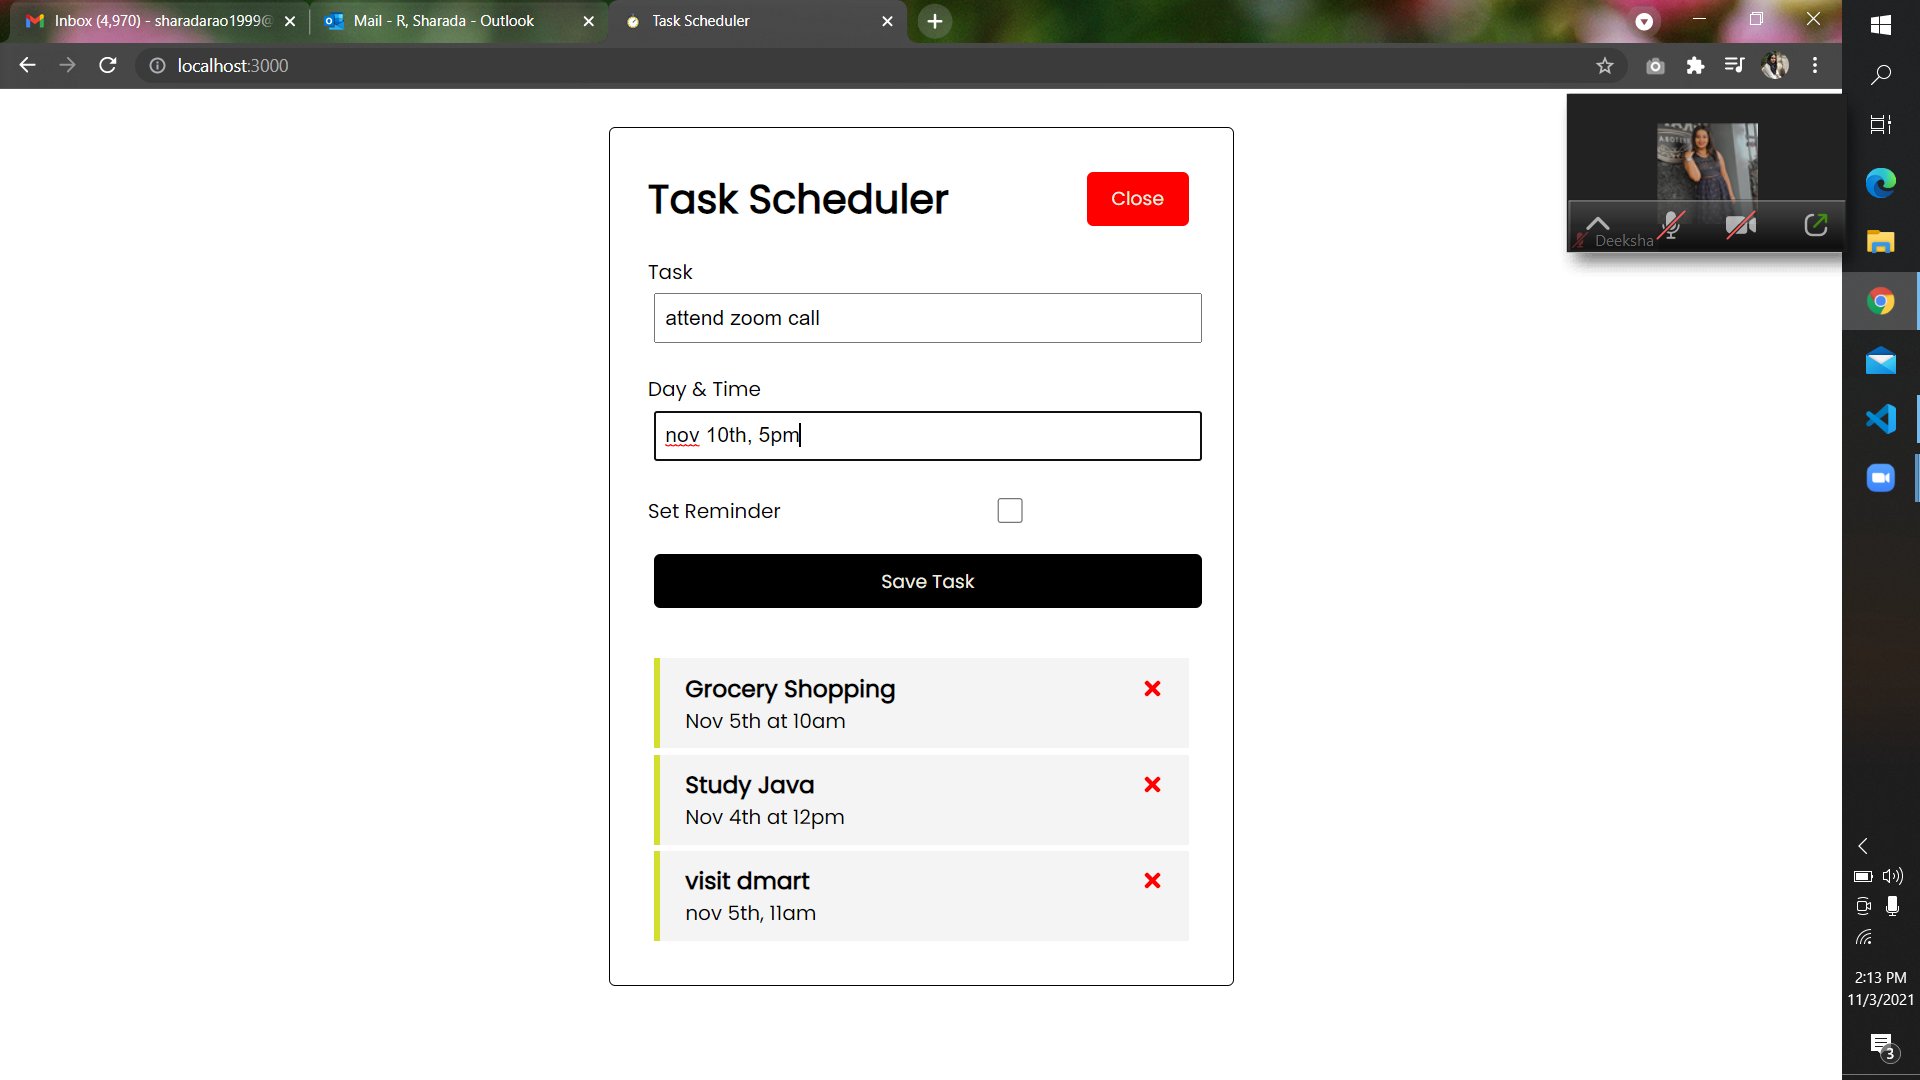 Inbox (4,970) - sharadarao1999@
Mail - R, Sharada - Outlook
Task Scheduler
localhost:3000
Task Scheduler
Close
Deeksha
Task
attend zoom call
Day & Time
nov 10th, 5pm
Set Reminder
Save Task
Grocery Shopping
Nov 5th at 10am
Study Java
Nov 4th at 12pm
visit dmart
nov 5th, 11am
2:13 PM
11/3/2021
3